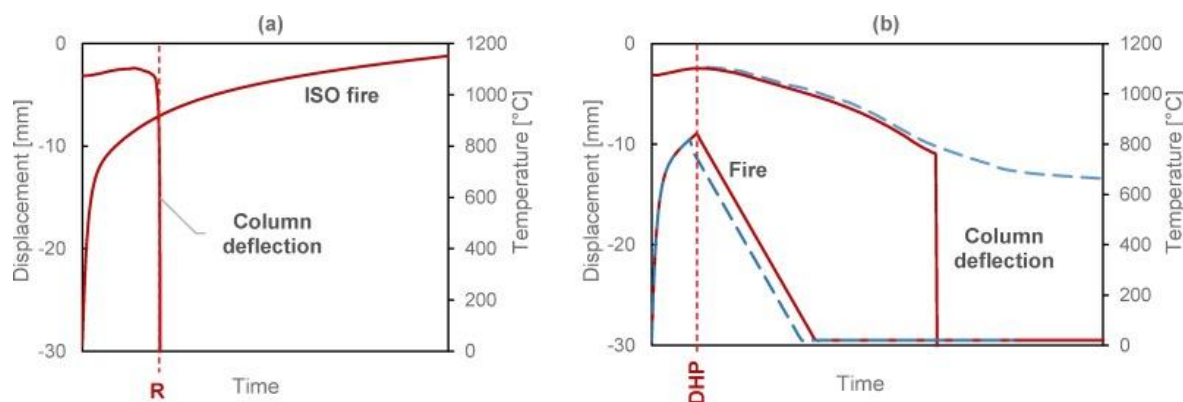 (a)
0
-10
-20
-30
Displacement [mm]
1200
1000
800
600
400
200
0
Temperature [°C]
ISO fire
Column
deflection
R
Time
(b)
0
-10
-20
-30
Displacement [mm]
1200
1000
800
600
400
200
0
Temperature [°C]
Fire
Column
deflection
DHP
Time